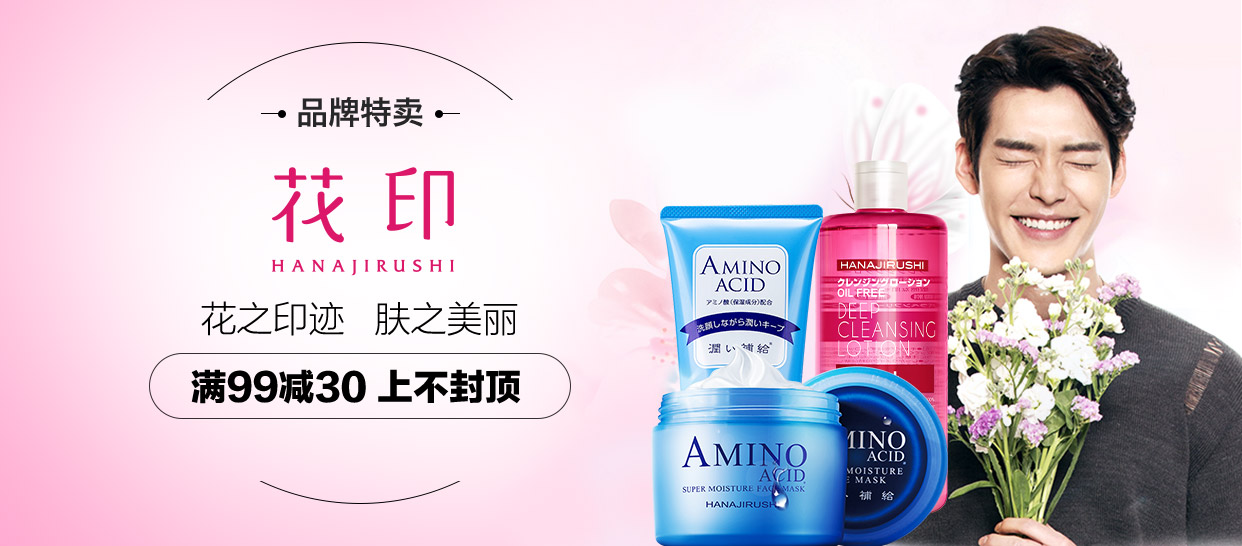 品牌特卖
花印
HANAJIRUSHI
花之印迹 肤之美丽
满99减30 上不封顶
AMINO
ACID
アミノ酸(保湿成分)配合
洗顔しながら潤いキープ
潤い補給
HANAJIRUSHI
クレンジングローション
OIL FREE
DEEP
CLEANSING
LOTION
AMINO
ACID
SUPER MOISTURE FACE MASK
HANAJIRUSHI
MINO
ACID
MOISTURE
E MASK
い 補給